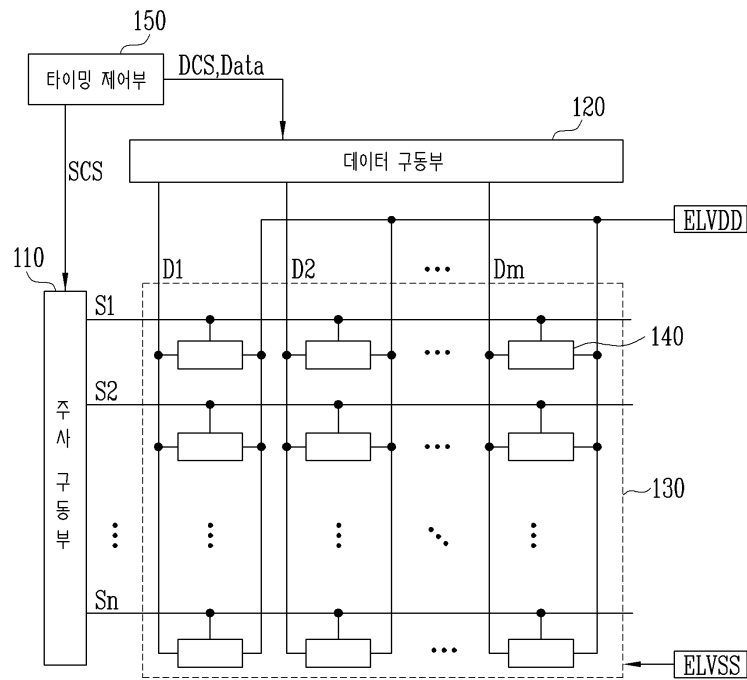 150
타이밍 제어부
DCS,Data
120
데이터 구동부
SCS
ELVDD
110
D1
D2
...
Dm
S1
140
...
S2
...
주사 구동부
130
Sn
...
ELVSS